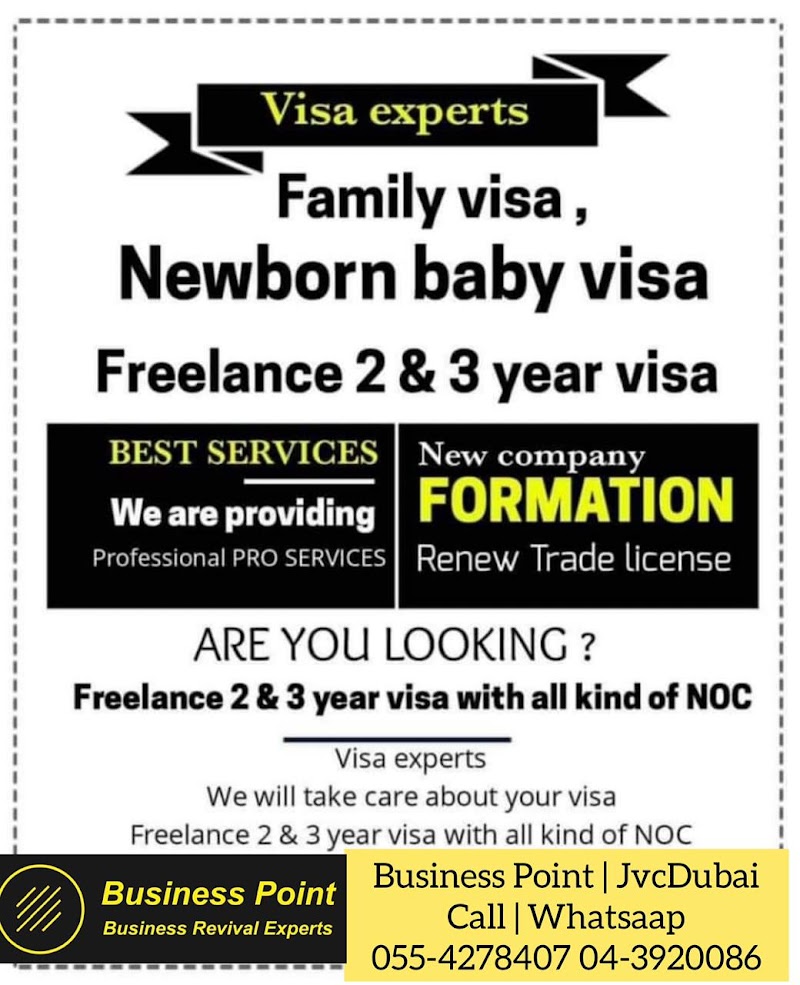 Visa experts
Family visa ,
Newborn baby visa
Freelance 2 & 3 year visa
BEST SERVICES
We are providing
Professional PRO SERVICES
New company
FORMATION
Renew Trade license
ARE YOU LOOKING ?
Freelance 2 & 3 year visa with all kind of NOC
Visa experts
We will take care about your visa
Freelance 2 & 3 year visa with all kind of NOC
Business Point
Business Revival Experts
Business Point | JvcDubai
Call | Whatsaap
055-4278407 04-3920086